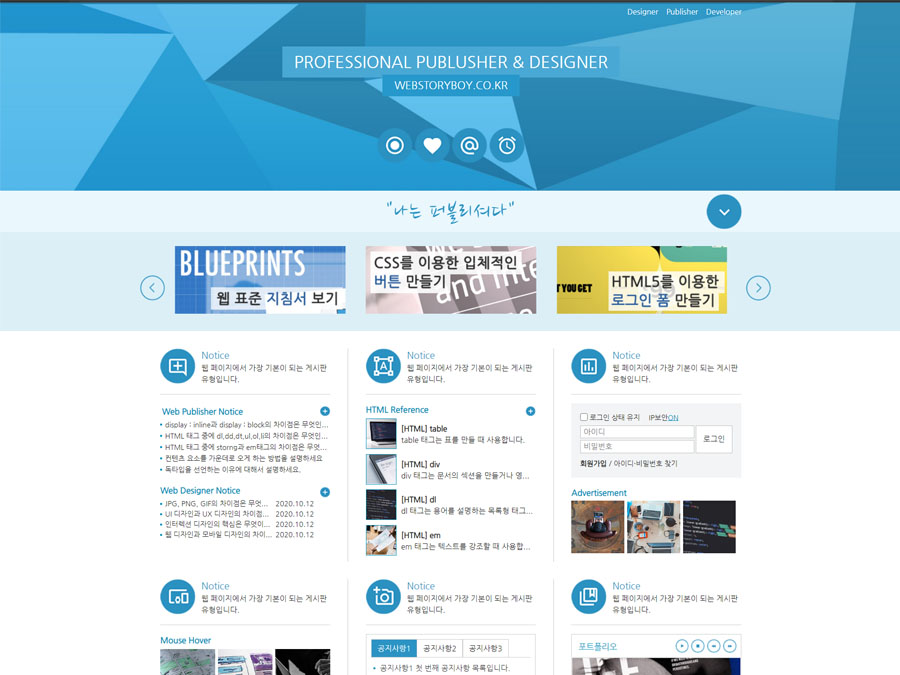 Designer Publisher Developer
PROFESSIONAL PUBLUSHER & DESIGNER
WEBSTORYBOY.CO.KR
"나는 퍼블리셔다"
BLUEPRINTS
웹 표준 지침서 보기
CSS를 이용한 입체적인
버튼 만들기
and inte
T YOU GET
HTML5를 이용한
로그인 폼 만들기
Notice
웹 페이지에서 가장 기본이 되는 게시판
유형입니다.
Web Publisher Notice
display : inline과 display : block의 차이점은 무엇인...
HTML 태그 중에 dl,dd,dt,ul,ol,li의 차이점은 무엇인...
HTML 태그 중에 storng과 em태그의 차이점은 무엇...
컨텐츠 요소를 가운데로 오게 하는 방법을 설명하세요
독타입을 선언하는 이유에 대해서 설명하세요.
Web Designer Notice
JPG, PNG, GIF의 차이점은 무엇... 2020.10.12
UI 디자인과 UX 디자인의 차이점... 2020.10.12
인터랙션 디자인의 핵심은 무엇이... 2020.10.12
웹 디자인과 모바일 디자인의 차이... 2020.10.12
Notice
웹 페이지에서 가장 기본이 되는 게시판
유형입니다.
HTML Reference
[HTML] table
table 태그는 표를 만들 때 사용합니다.
[HTML] div
div 태그는 문서의 섹션을 만들거나 영...
[HTML] dl
dl 태그는 용어를 설명하는 목록형 태그...
[HTML] em
em 태그는 텍스트를 강조할 때 사용합...
Notice
웹 페이지에서 가장 기본이 되는 게시판
유형입니다.
로그인 상태 유지 IP보안ON
아이디
비밀번호
로그인
회원가입 / 아이디·비밀번호 찾기
Advertisement
Notice
웹 페이지에서 가장 기본이 되는 게시판
유형입니다.
Mouse Hover
Notice
웹 페이지에서 가장 기본이 되는 게시판
유형입니다.
공지사항1 공지사항2 공지사항3
공지사항1 첫 번째 공지사항 목록입니다.
Notice
웹 페이지에서 가장 기본이 되는 게시판
유형입니다.
포트폴리오